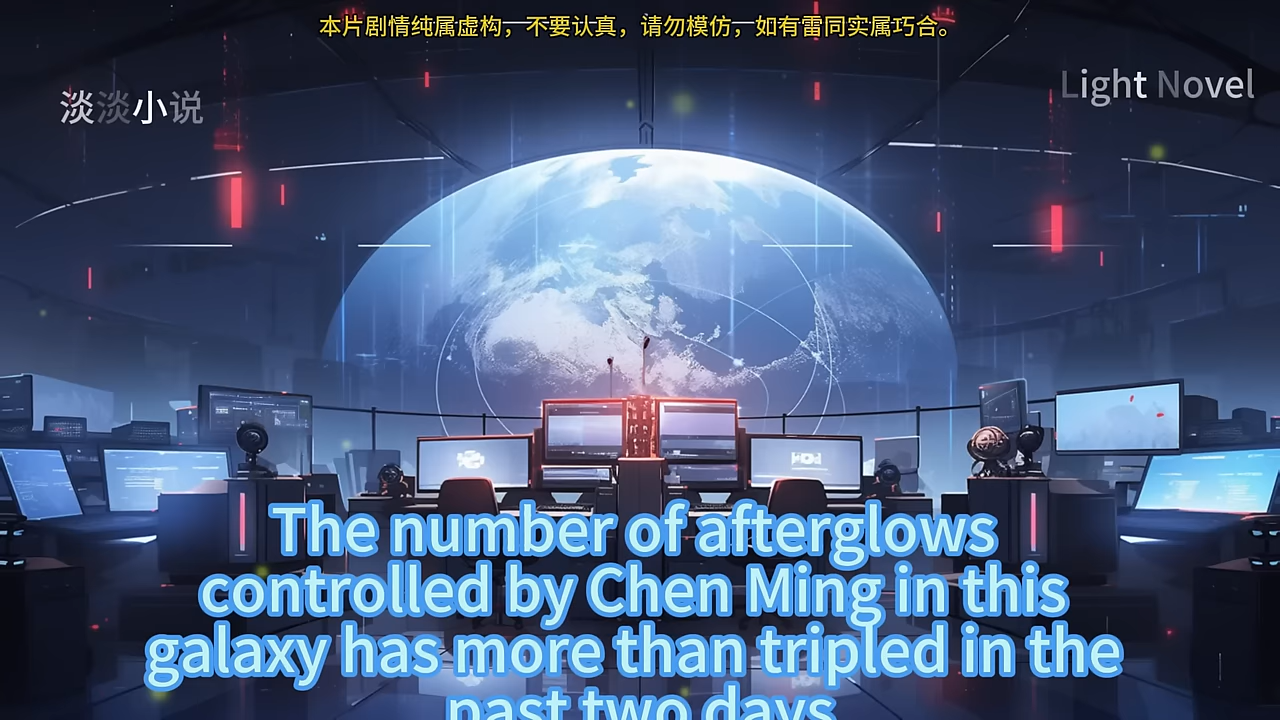 本片剧情纯属虚构，不要认真，请勿模仿，如有雷同实属巧合。
淡淡小说
Light Novel
The number of afterglows
controlled by Chen Ming in this
galaxy has more than tripled in the
past two days